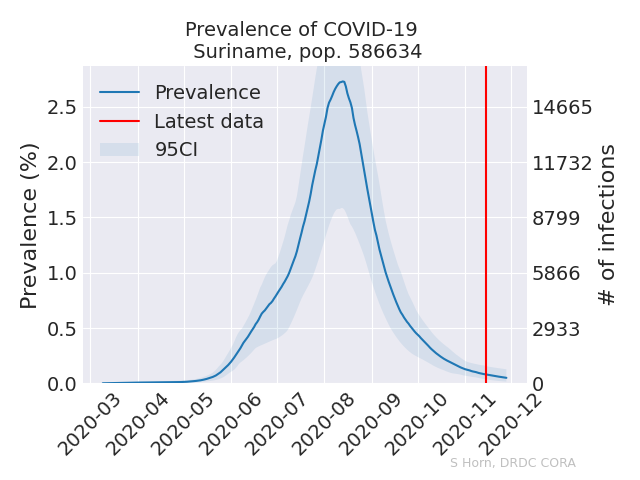 Prevalence of COVID-19
Suriname, pop. 586634
Prevalence
Latest data
95CI
Prevalence (%)
2.5
2.0
1.5
1.0
0.5
0.0
14665
11732
8799
5866
2933
0
# of infections
2020-03
2020-04
2020-05
2020-06
2020-07
2020-08
2020-09
2020-10
2020-11
2020-12
S Horn, DRDC CORA